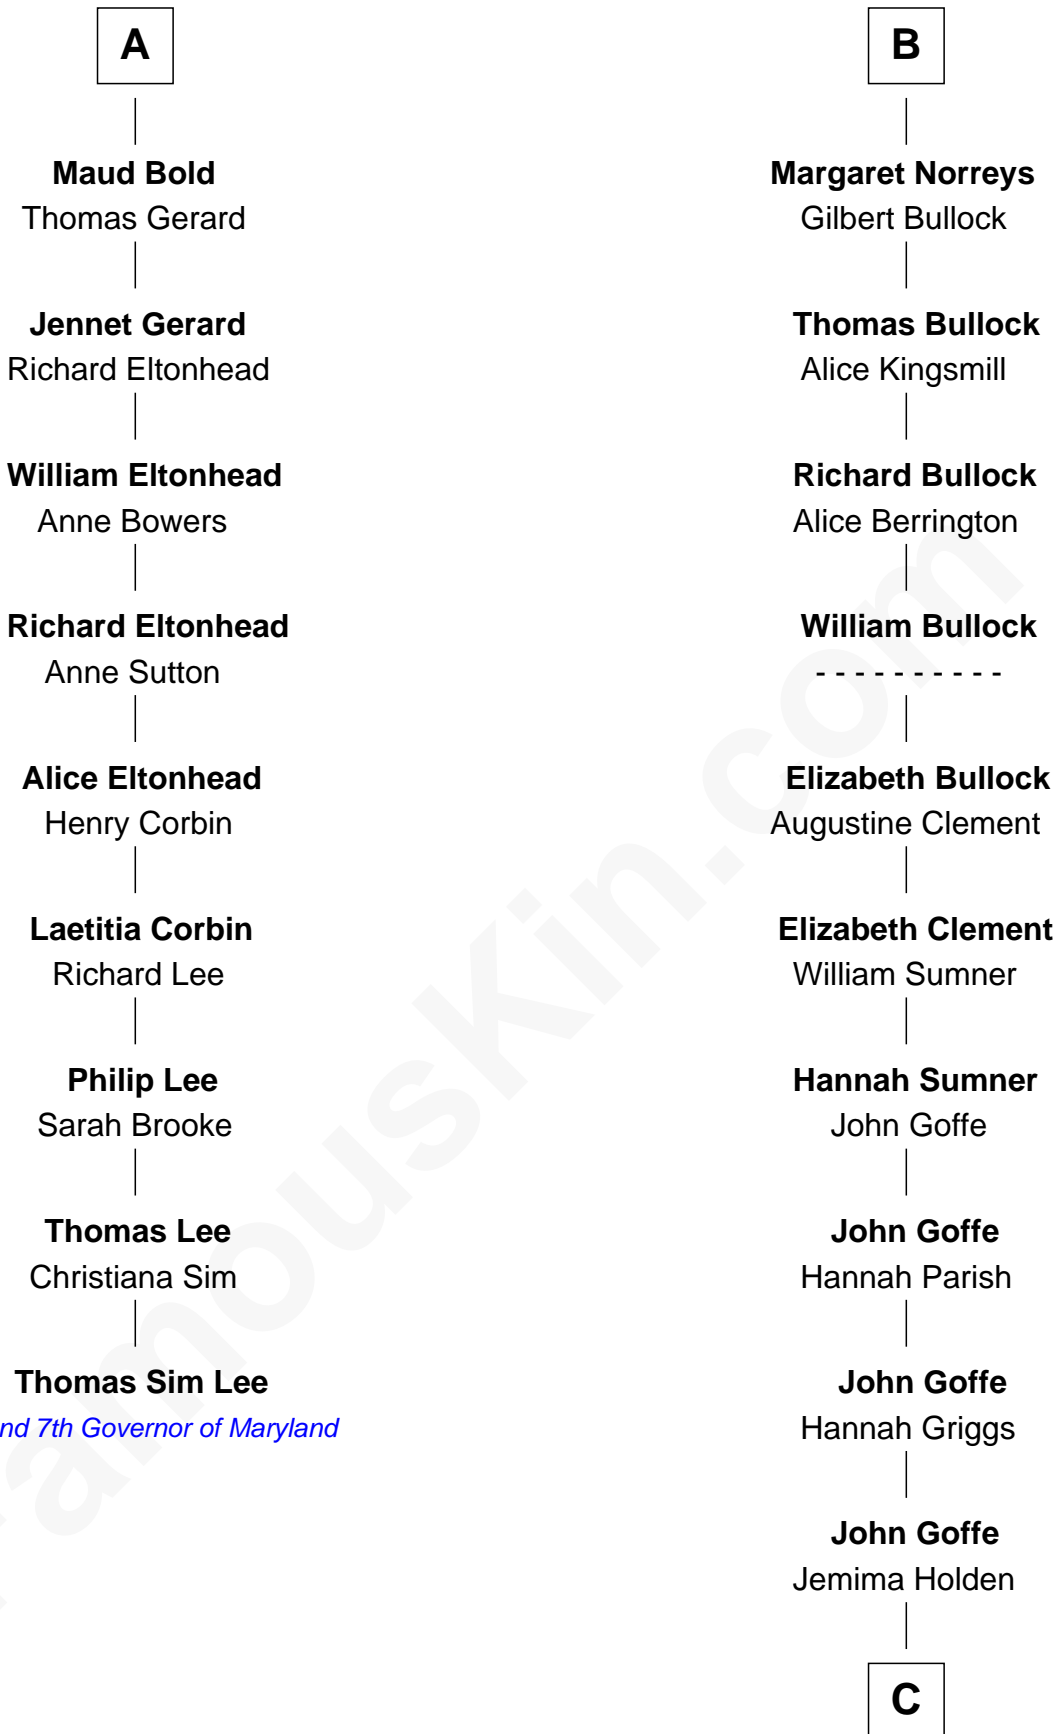 A
Maud Bold
Thomas Gerard
Jennet Gerard
Richard Eltonhead
William Eltonhead
Anne Bowers
Richard Eltonhead
Anne Sutton
Alice Eltonhead
Henry Corbin
Laetitia Corbin
Richard Lee
Philip Lee
Sarah Brooke
Thomas Lee
Christiana Sim
Thomas Sim Lee
7th Governor of Maryland
B
Margaret Norreys
Gilbert Bullock
Thomas Bullock
Alice Kingsmill
Richard Bullock
Alice Berrington
William Bullock
- - - - - - - - - -
Elizabeth Bullock
Augustine Clement
Elizabeth Clement
William Sumner
Hannah Sumner
John Goffe
John Goffe
Hannah Parish
John Goffe
Hannah Griggs
John Goffe
Jemima Holden
C
FamousKin.com